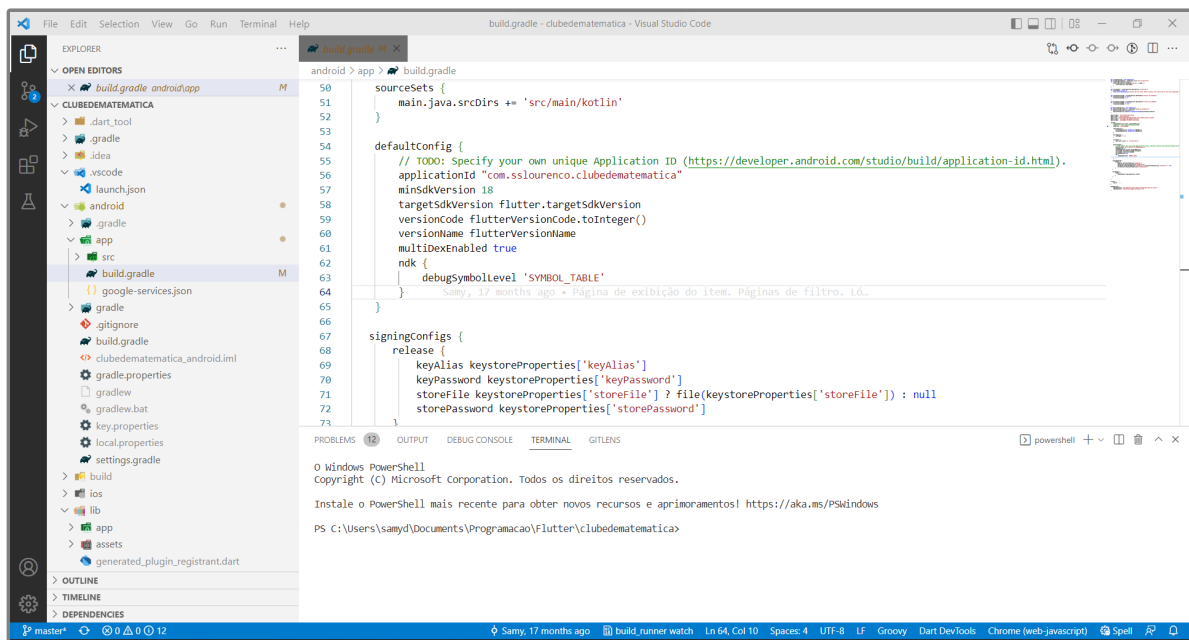 File Edit Selection View Go Run Terminal Help
build.gradle - clubedematematica - Visual Studio Code
EXPLORER
OPEN EDITORS
build.gradle android\app M
CLUBEDEMATEMATICA
.dart_tool
.gradle
.idea
.vscode
launch.json
android
.gradle
app
src
build.gradle M
google-services.json
gradle
.gitignore
build.gradle
clubedematematica_android.iml
gradle.properties
gradlew
gradlew.bat
key.properties
local.properties
settings.gradle
build
ios
lib
app
assets
generated_plugin_registrant.dart
OUTLINE
TIMELINE
DEPENDENCIES
2
build.gradle M
android > app > build.gradle
50 sourceSets {
51 main.java.srcDirs += 'src/main/kotlin'
52 }
53
54 defaultConfig {
55 // TODO: Specify your own unique Application ID (https://developer.android.com/studio/build/application-id.html).
56 applicationId "com.sslourenco.clubedematematica"
57 minSdkVersion 18
58 targetSdkVersion flutter.targetSdkVersion
59 versionCode flutterVersionCode.toInteger()
60 versionName flutterVersionName
61 multiDexEnabled true
62 ndk {
63 debugSymbolLevel 'SYMBOL_TABLE'
64 } Samy, 17 months ago • Página de exibição do item. Páginas de filtro. Ló…
65 }
66
67 signingConfigs {
68 release {
69 keyAlias keystoreProperties['keyAlias']
70 keyPassword keystoreProperties['keyPassword']
71 storeFile keystoreProperties['storeFile'] ? file(keystoreProperties['storeFile']) : null
72 storePassword keystoreProperties['storePassword']
73 }
PROBLEMS 12 OUTPUT DEBUG CONSOLE TERMINAL GITLENS
powershell
O Windows PowerShell
Copyright (C) Microsoft Corporation. Todos os direitos reservados.
Instale o PowerShell mais recente para obter novos recursos e aprimoramentos! https://aka.ms/PSWindows
PS C:\Users\samyd\Documents\Programacao\Flutter\clubedematematica>
master* 0 0 12
Samy, 17 months ago build_runner watch Ln 64, Col 10 Spaces: 4 UTF-8 LF Groovy Dart DevTools Chrome (web-javascript) Spell